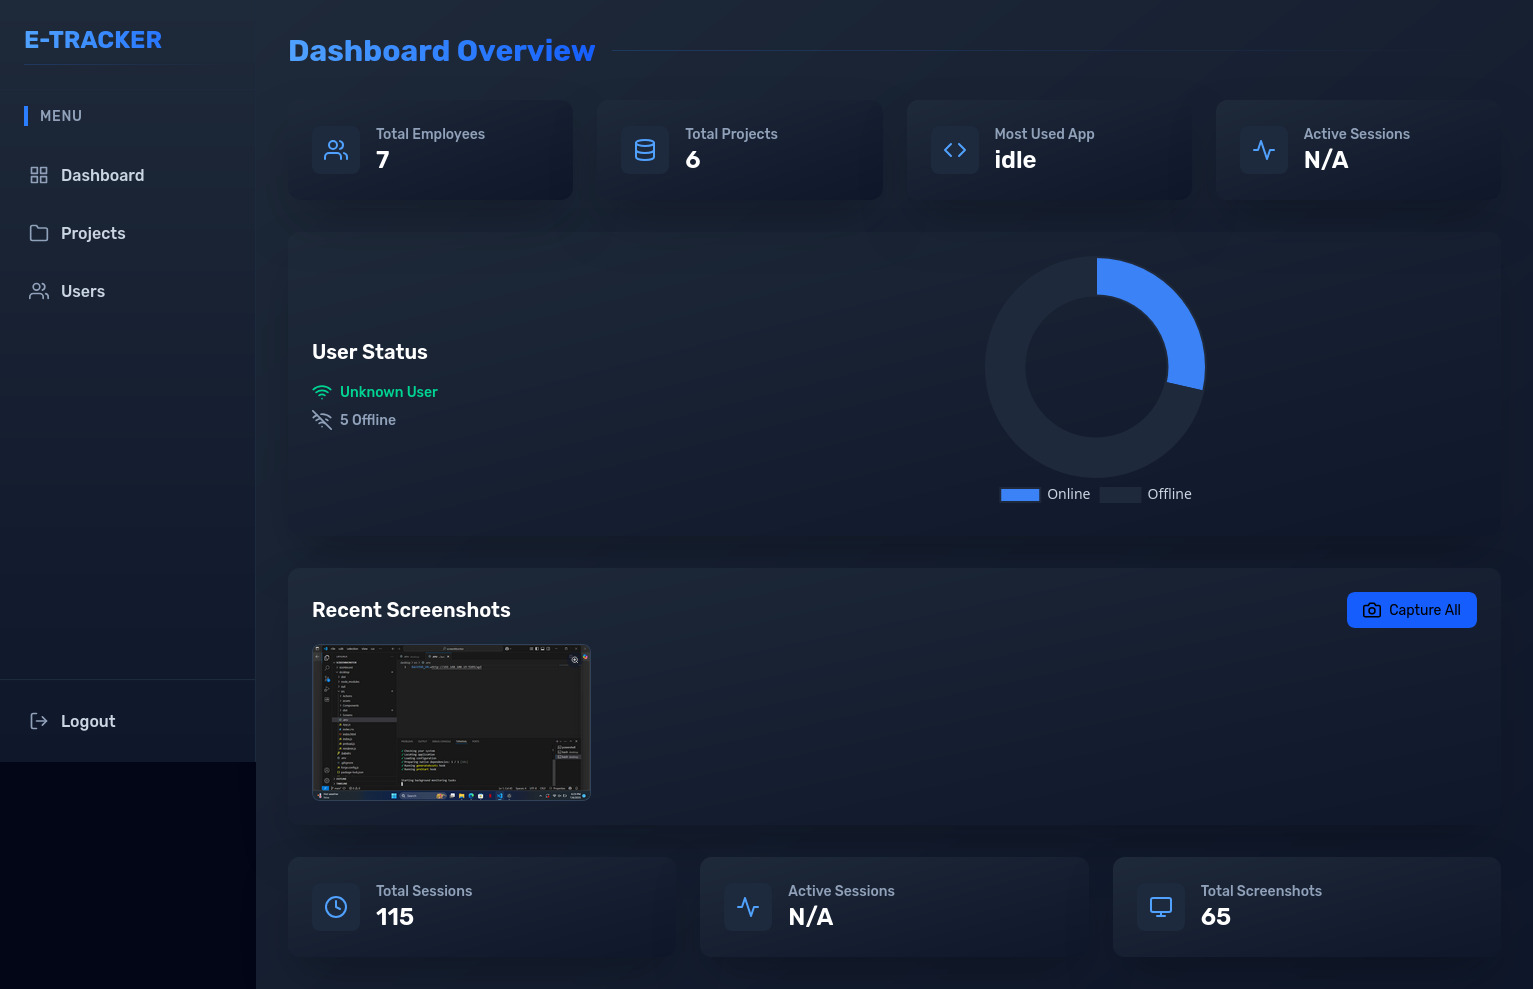 E-TRACKER
MENU
Dashboard
Projects
Users
Logout
Dashboard Overview
Total Employees
7
Total Projects
6
Most Used App
idle
Active Sessions
N/A
User Status
Unknown User
5 Offline
Online
Offline
Recent Screenshots
Capture All
Total Sessions
115
Active Sessions
N/A
Total Screenshots
65